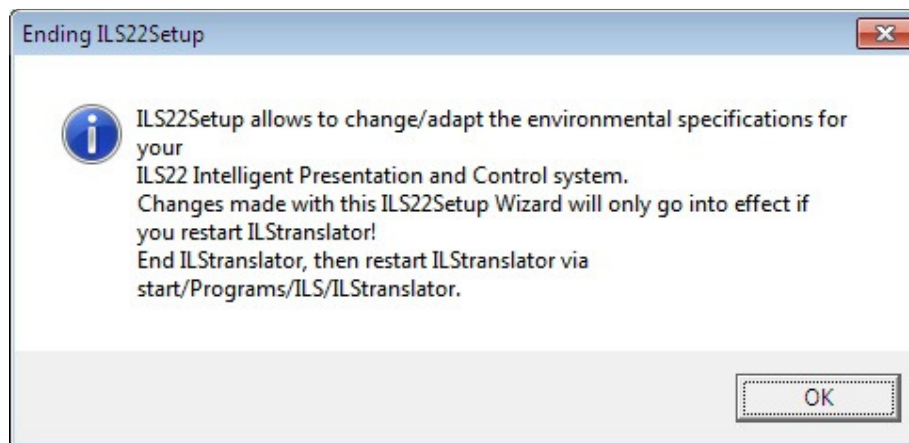 Ending ILS22Setup
ILS22Setup allows to change/adapt the environmental specifications for
your
ILS22 Intelligent Presentation and Control system.
Changes made with this ILS22Setup Wizard will only go into effect if
you restart ILStranslator!
End ILStranslator, then restart ILStranslator via
start/Programs/ILS/ILStranslator.
OK